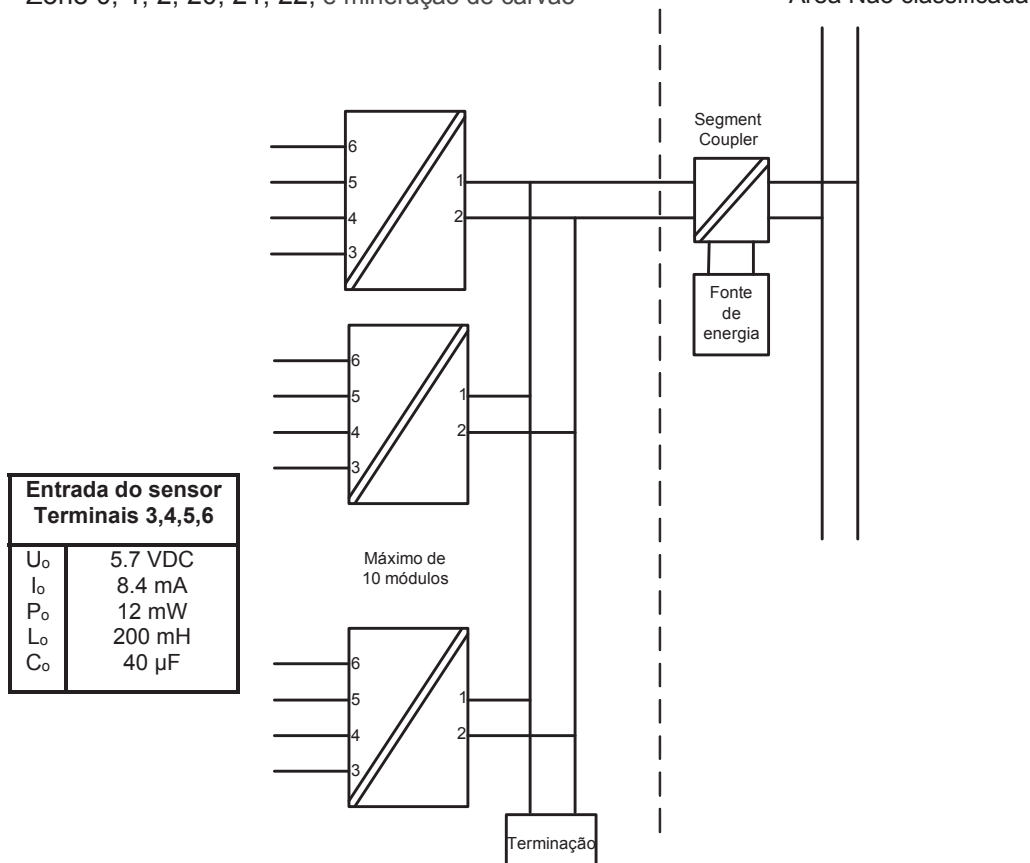 Zone 0, 1, 2, 20, 21, 22, e mineração de carvão
Área Não classificada
Segment
Coupler
6
5
4
3
1
2
Fonte
de
energia
6
5
4
3
1
2
Entrada do sensor
Terminais 3,4,5,6
Uo 5.7 VDC
Io 8.4 mA
Po 12 mW
Lo 200 mH
Co 40 µF
Máximo de
10 módulos
6
5
4
3
1
2
Terminação